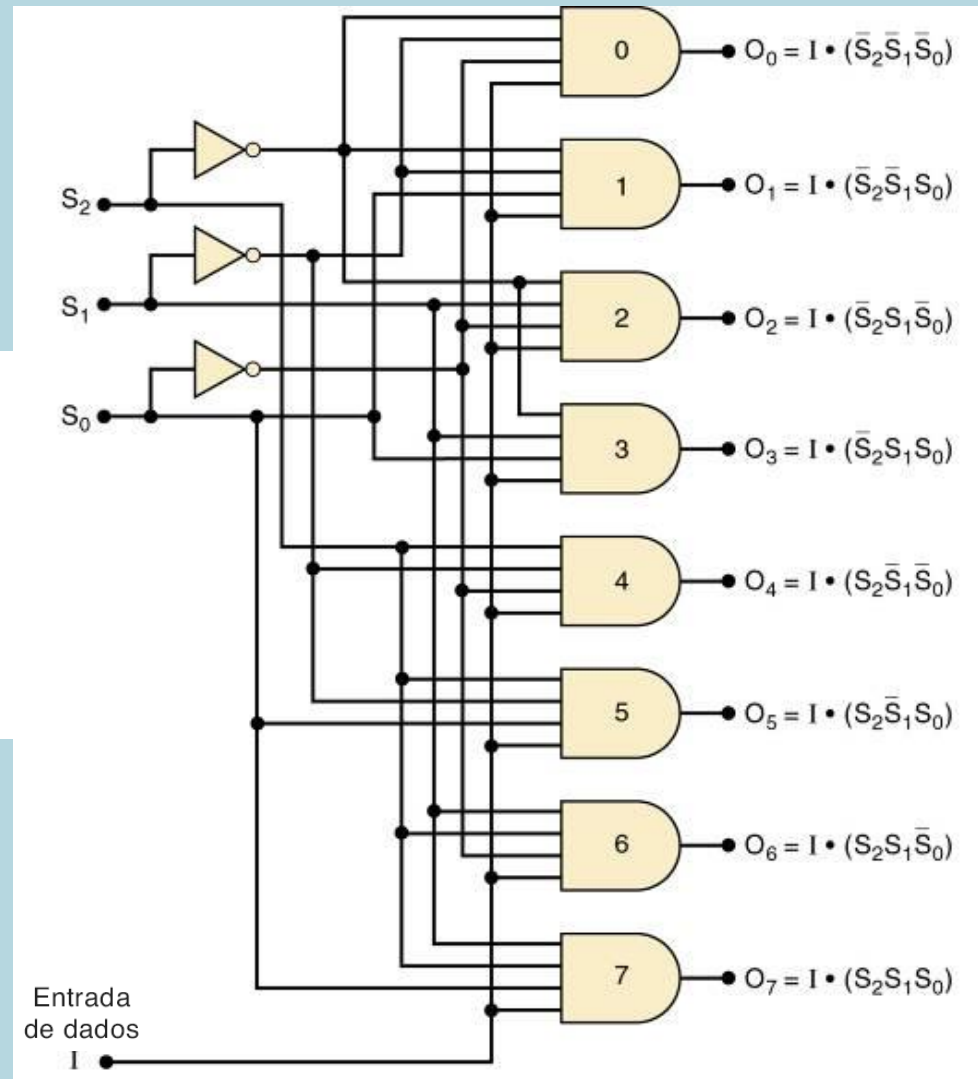 0 O₀ = I • (S̄₂S̄₁S̄₀)
1 O₁ = I • (S̄₂S̄₁S₀)
S₂
S₁
2 O₂ = I • (S̄₂S₁S̄₀)
S₀
3 O₃ = I • (S̄₂S₁S₀)
4 O₄ = I • (S₂S̄₁S̄₀)
5 O₅ = I • (S₂S̄₁S₀)
6 O₆ = I • (S₂S₁S̄₀)
7 O₇ = I • (S₂S₁S₀)
Entrada
de dados
I